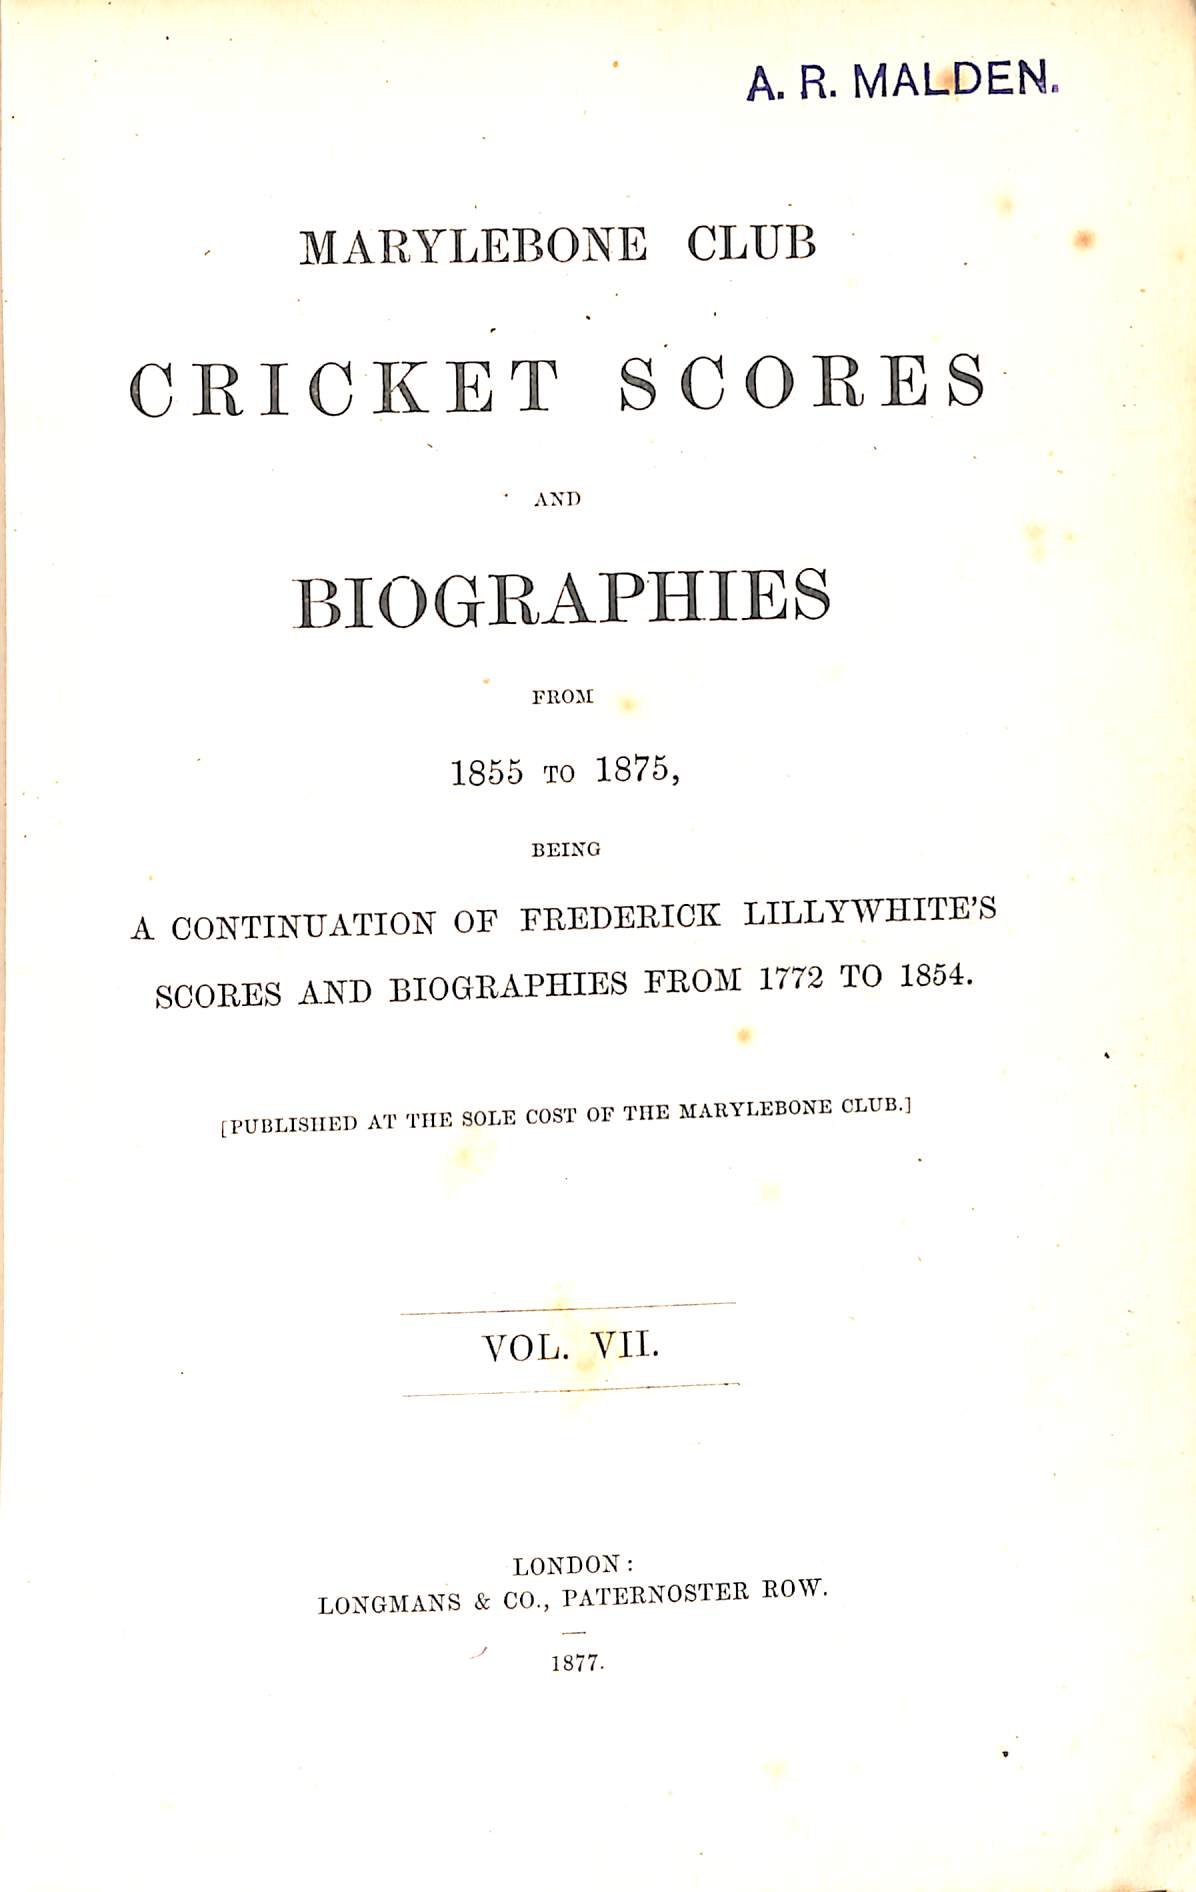 A. R. MALDEN.
MARYLEBONE CLUB
CRICKET SCORES
AND
BIOGRAPHIES
FROM
1855 TO 1875,
BEING
A CONTINUATION OF FREDERICK LILLYWHITE'S
SCORES AND BIOGRAPHIES FROM 1772 TO 1854.
[PUBLISHED AT THE SOLE COST OF THE MARYLEBONE CLUB.]
VOL. VII.
LONDON:
LONGMANS & CO., PATERNOSTER ROW.
1877.